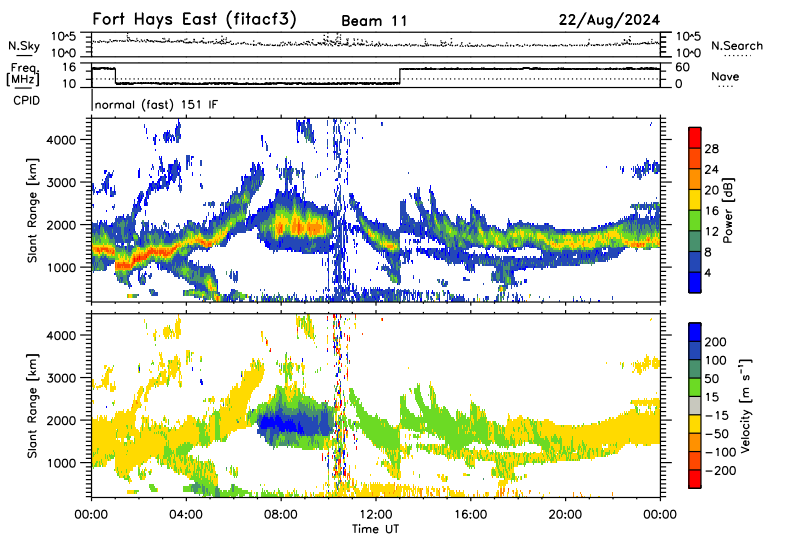 Fort Hays East (fitacf3) Beam 11 22/Aug/2024
N.Sky 10^5 10^0 10^5 10^0 N.Search
Freq. [MHz] 16 10 60 0 Nave
CPID normal (fast) 151 IF
Slant Range [km] 4000 3000 2000 1000
Power [dB] 28 24 20 16 12 8 4
Slant Range [km] 4000 3000 2000 1000
Velocity [m s⁻¹] 200 100 50 15 −15 −50 −100 −200
00:00 04:00 08:00 12:00 16:00 20:00 00:00
Time UT